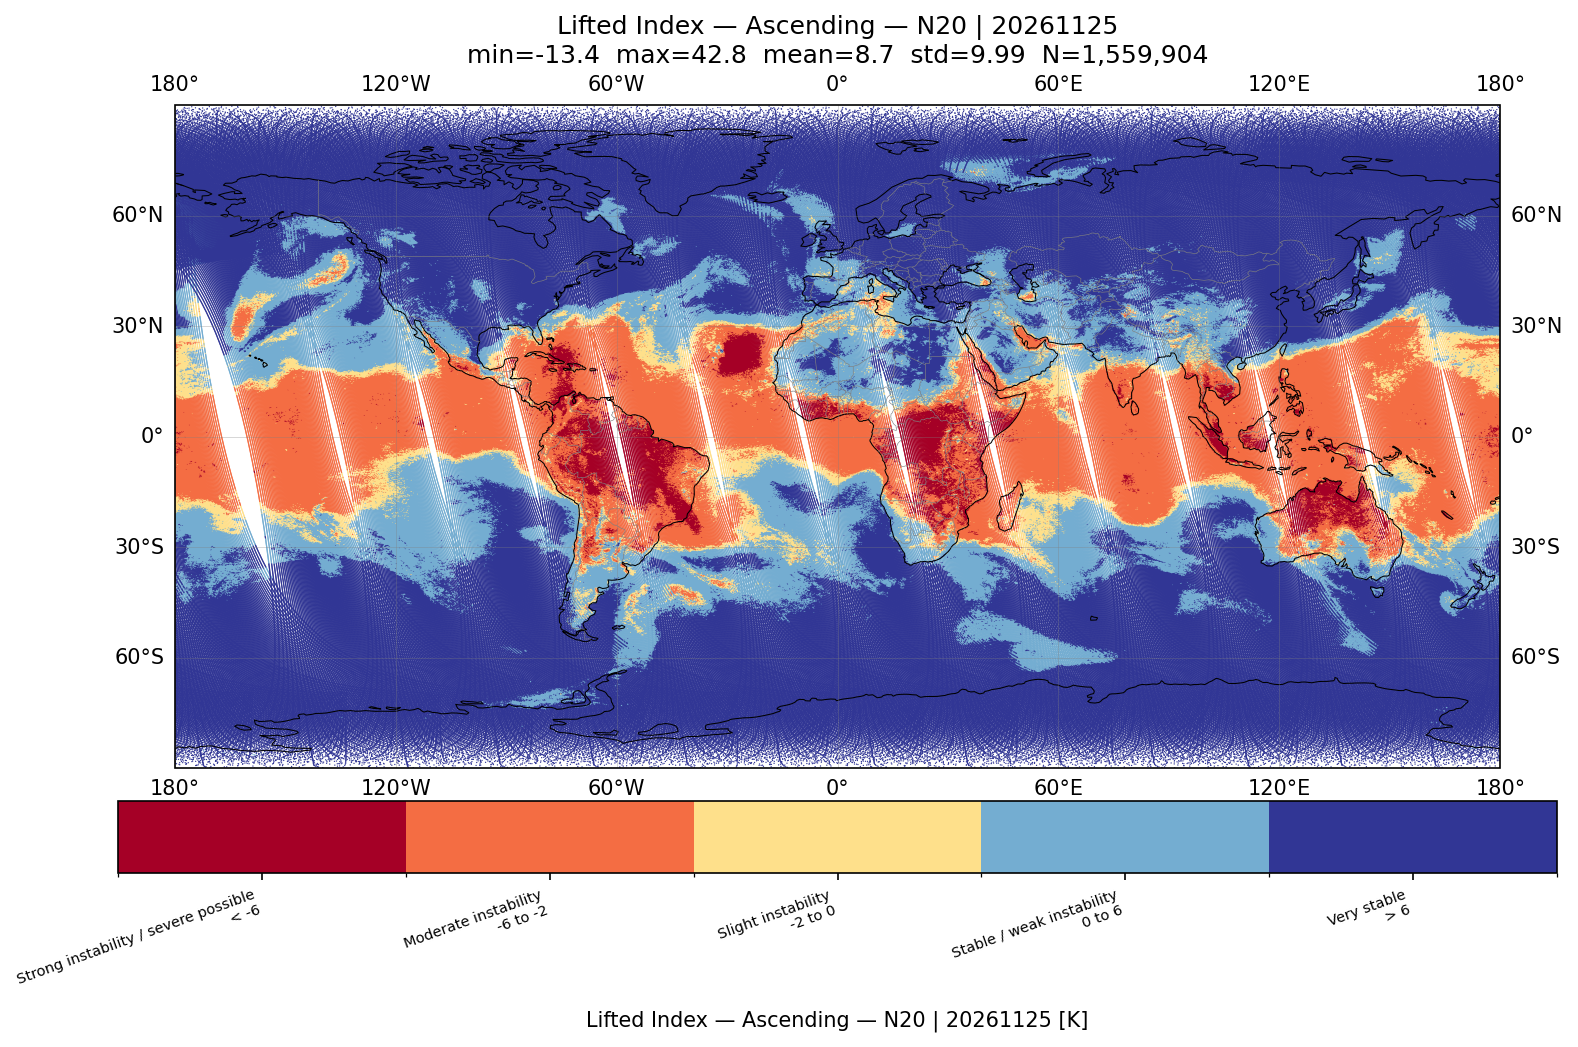 Lifted Index — Ascending — N20 | 20261125
min=-13.4  max=42.8  mean=8.7  std=9.99  N=1,559,904
180° 120°W 60°W 0° 60°E 120°E 180°
60°N 60°N
30°N 30°N
0° 0°
30°S 30°S
60°S 60°S
180° 120°W 60°W 0° 60°E 120°E 180°
Strong instability / severe possible
< -6
Moderate instability
-6 to -2
Slight instability
-2 to 0
Stable / weak instability
0 to 6
Very stable
> 6
Lifted Index — Ascending — N20 | 20261125 [K]